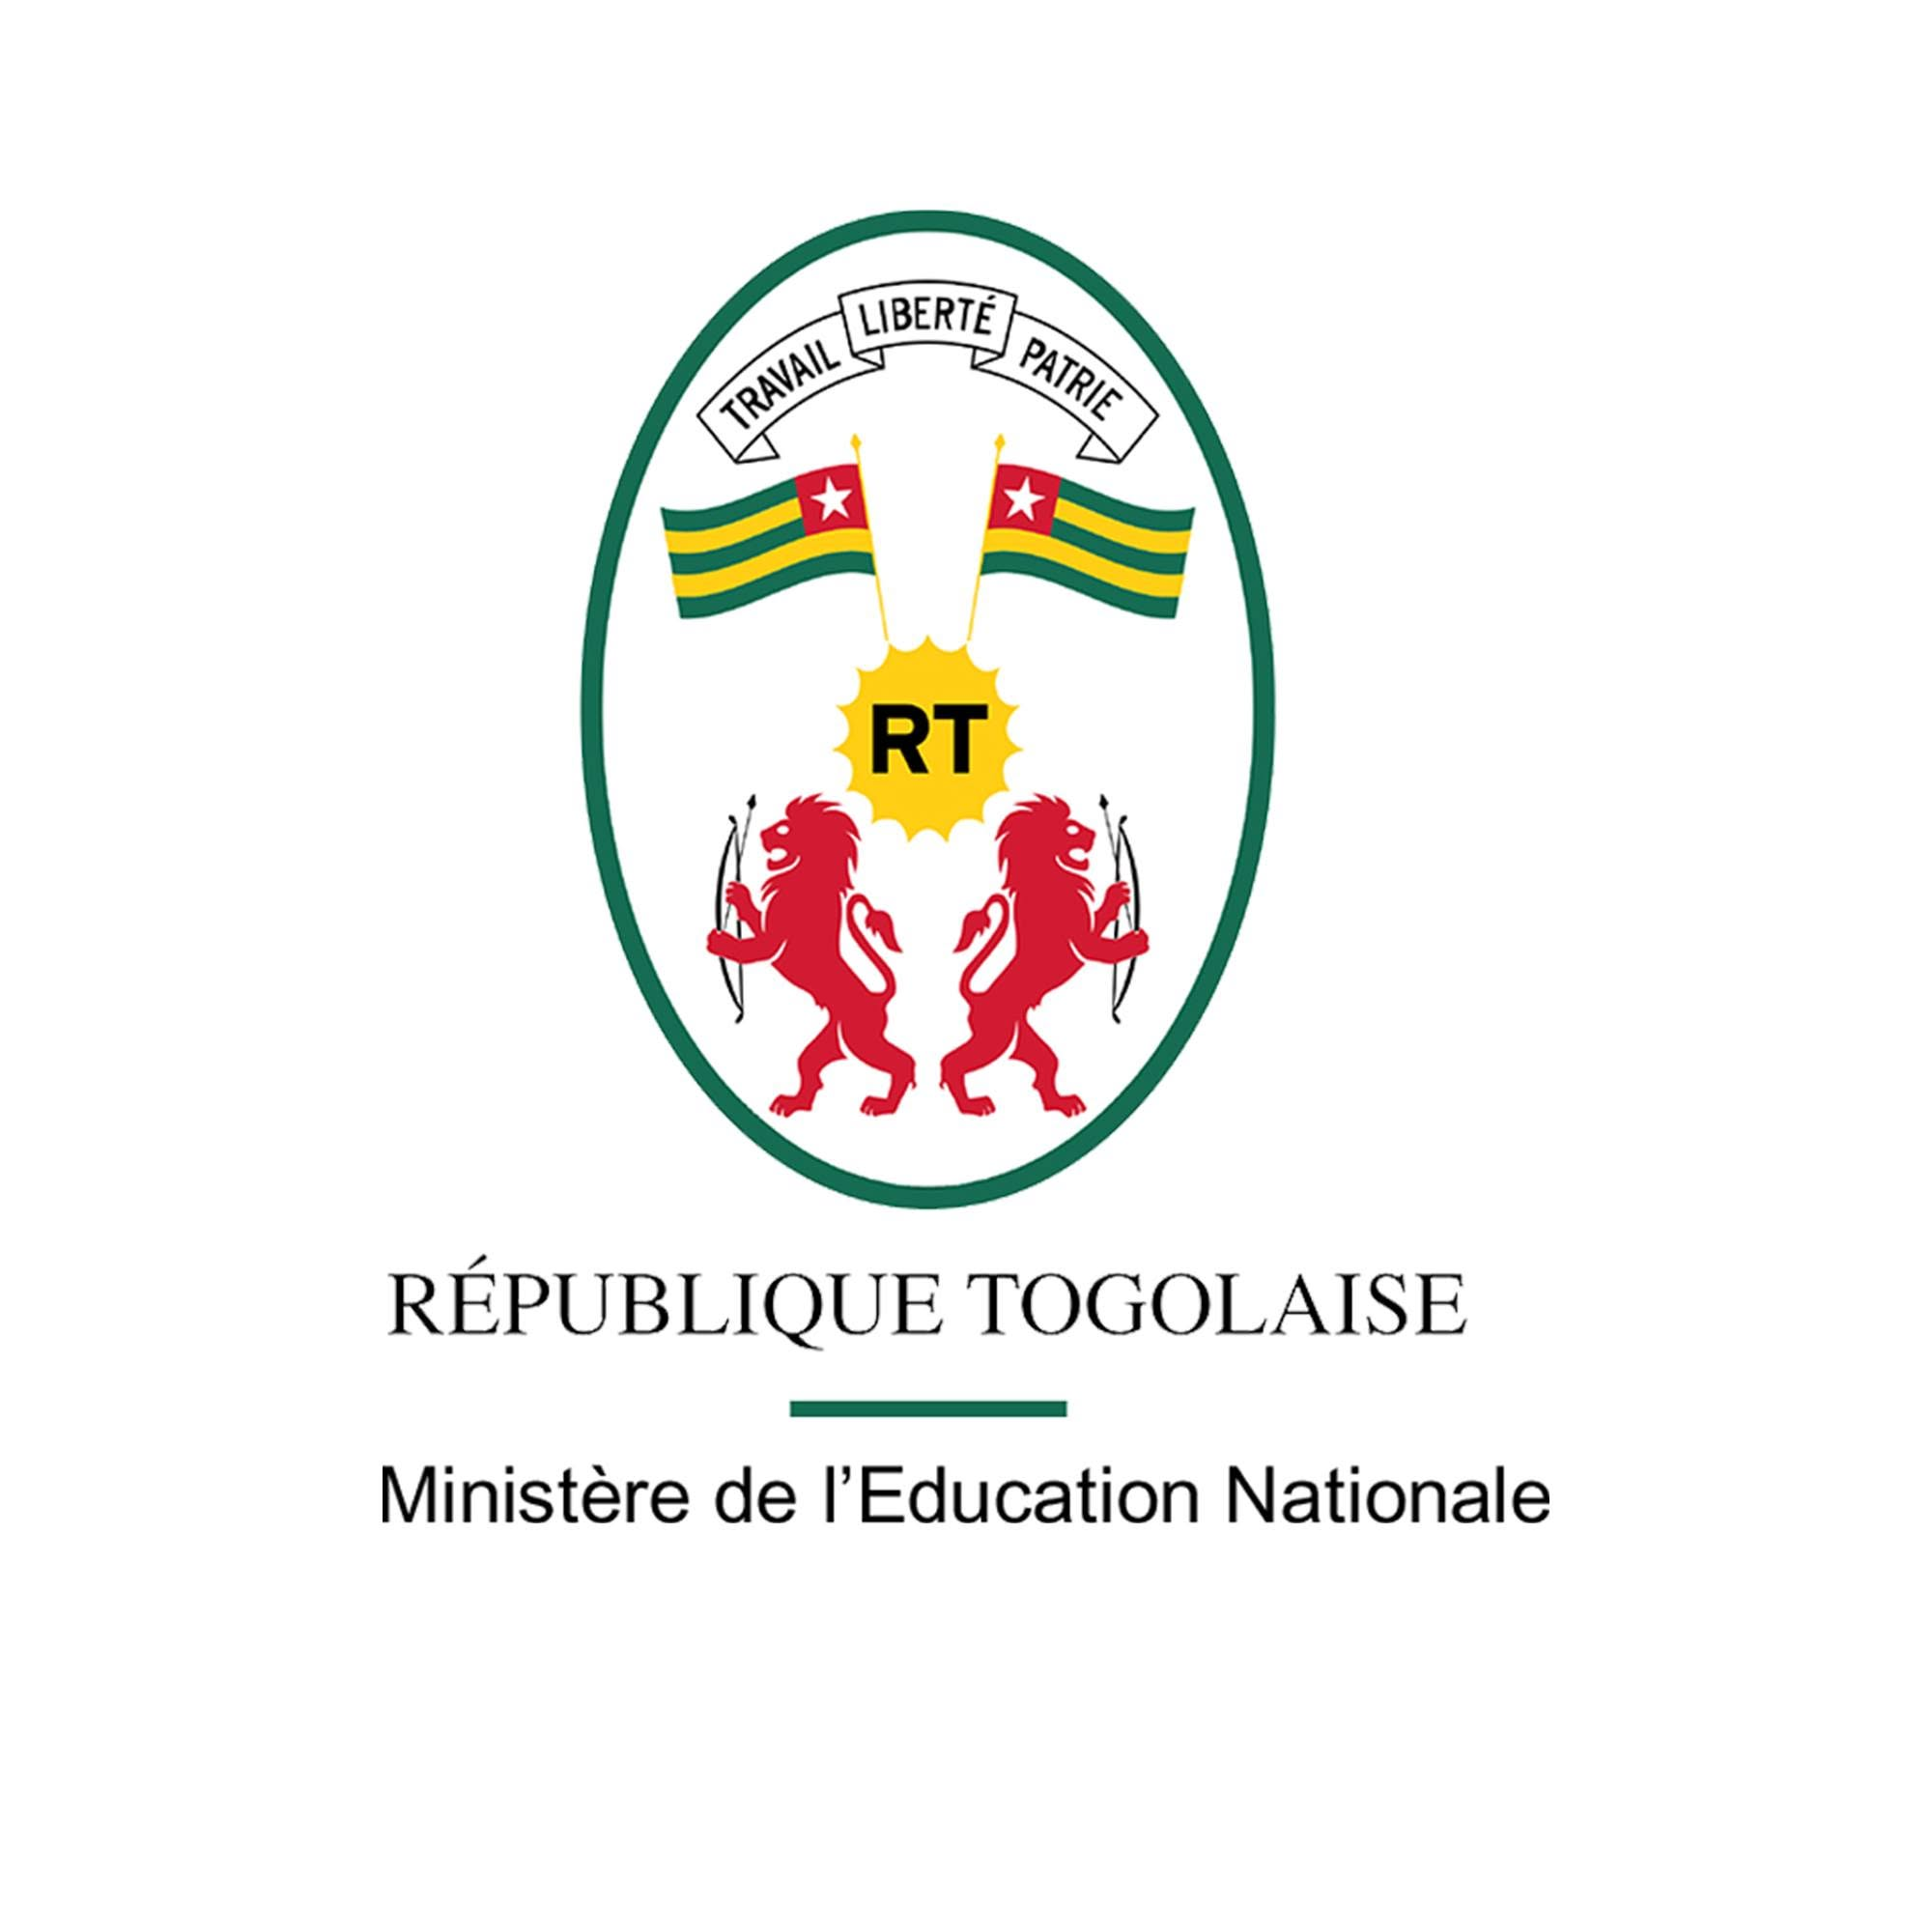 TRAVAIL LIBERTÉ PATRIE
RT
RÉPUBLIQUE TOGOLAISE
Ministère de l’Education Nationale